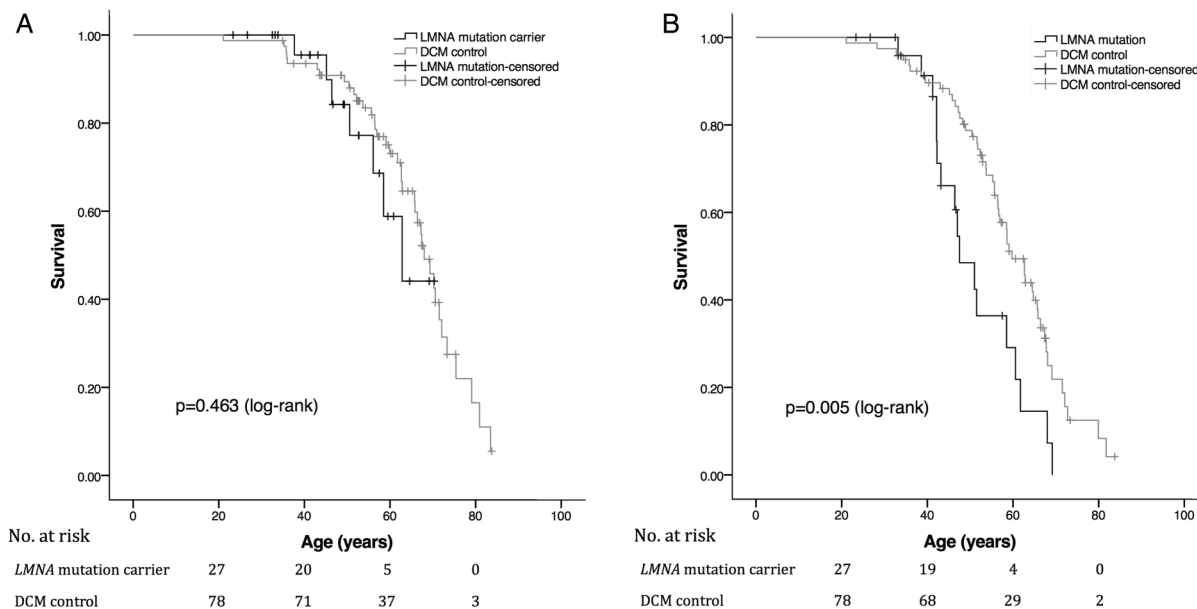 A
LMNA mutation carrier
DCM control
LMNA mutation-censored
DCM control-censored
1.00
0.80
0.60
0.40
0.20
0.00
Survival
p=0.463 (log-rank)
0 20 40 60 80 100
Age (years)
No. at risk
LMNA mutation carrier 27 20 5 0
DCM control 78 71 37 3
B
LMNA mutation
DCM control
LMNA mutation-censored
DCM control-censored
1.00
0.80
0.60
0.40
0.20
0.00
Survival
p=0.005 (log-rank)
0 20 40 60 80 100
Age (years)
No. at risk
LMNA mutation carrier 27 19 4 0
DCM control 78 68 29 2